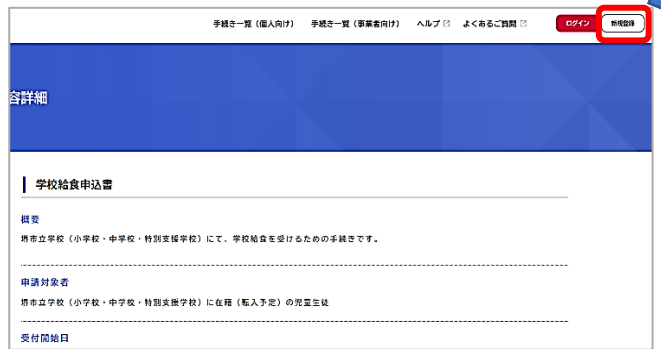 手続き一覧（個人向け） 手続き一覧（事業者向け） ヘルプ よくあるご質問 ログイン 新規登録
容詳細
学校給食申込書
概要
堺市立学校（小学校・中学校・特別支援学校）にて、学校給食を受けるための手続きです。
申請対象者
堺市立学校（小学校・中学校・特別支援学校）に在籍（転入予定）の児童生徒
受付開始日